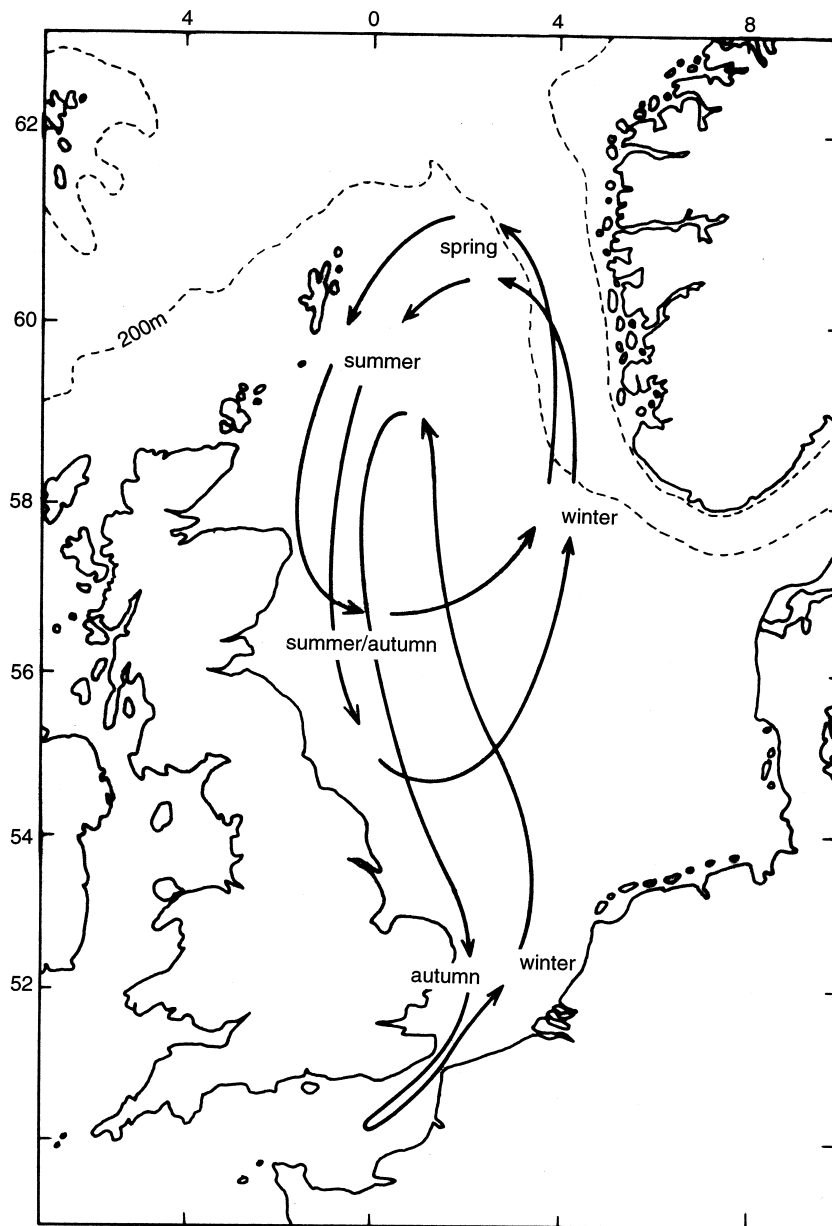 4 0 4 8
62
spring
60
200m
summer
58
winter
summer/autumn
56
54
winter
autumn
52